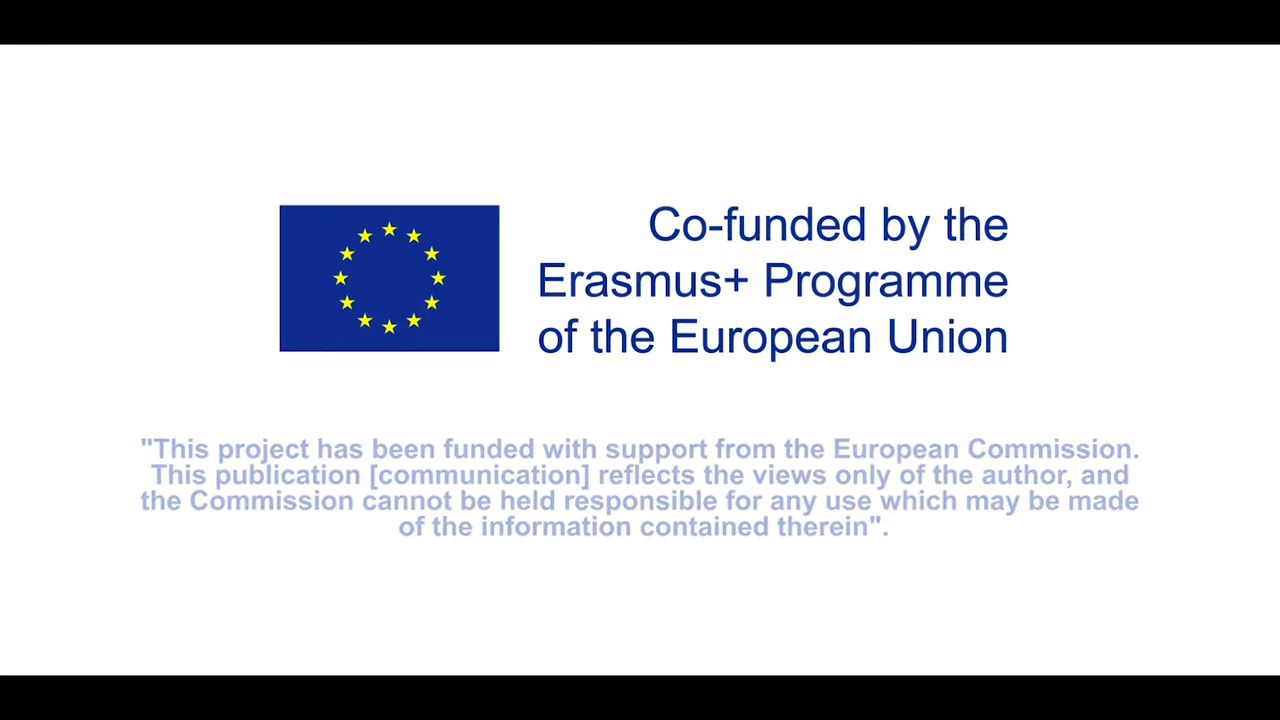 Co-funded by the
Erasmus+ Programme
of the European Union
"This project has been funded with support from the European Commission.
This publication [communication] reflects the views only of the author, and
the Commission cannot be held responsible for any use which may be made
of the information contained therein".